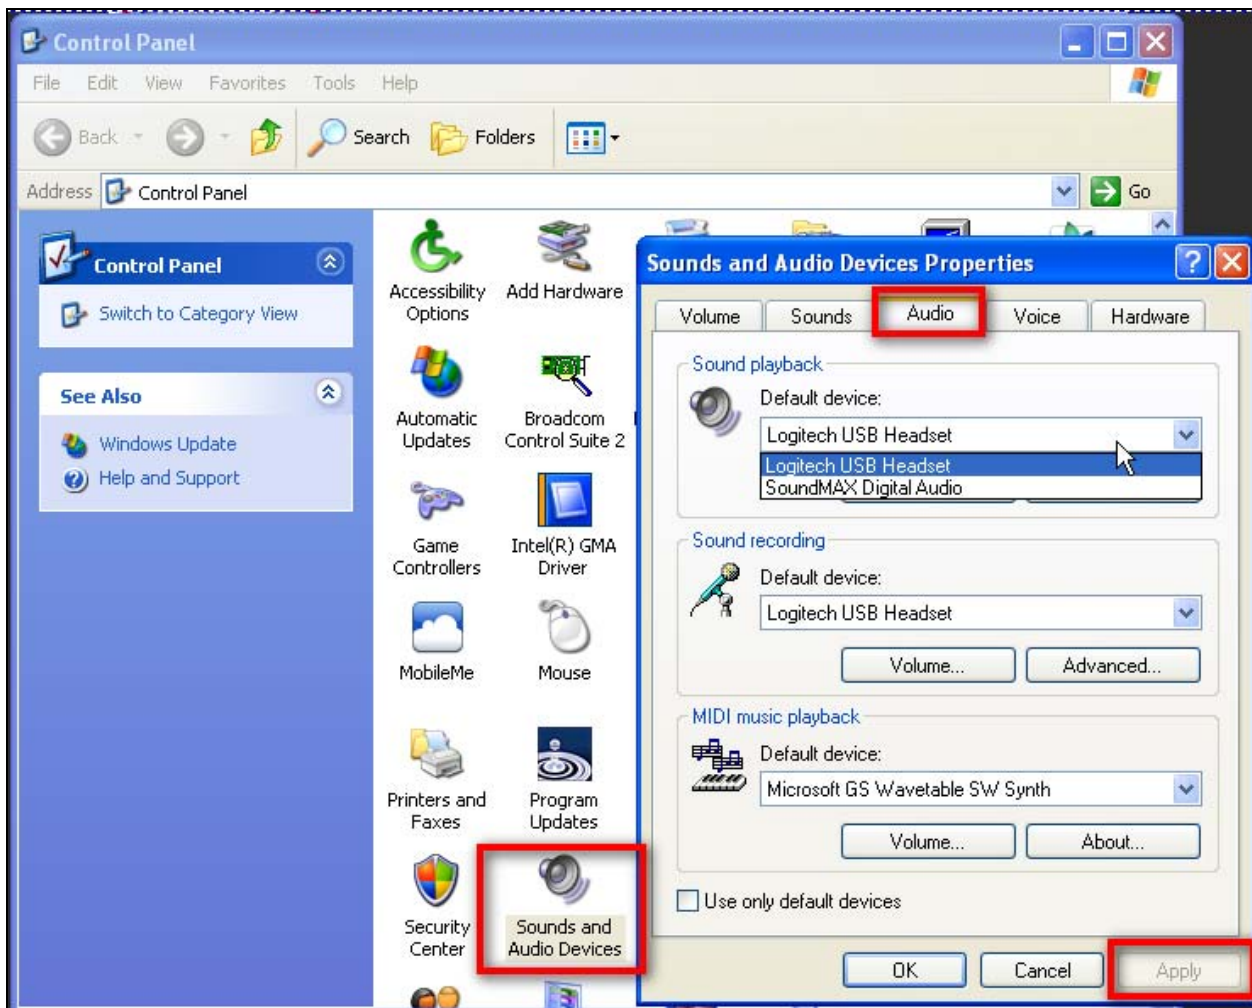 Control Panel
File Edit View Favorites Tools Help
Back Search Folders
Address Control Panel Go
Control Panel
Switch to Category View
See Also
Windows Update
Help and Support
Accessibility
Options
Add Hardware
Automatic
Updates
Broadcom
Control Suite 2
Game
Controllers
Intel(R) GMA
Driver
MobileMe
Mouse
Printers and
Faxes
Program
Updates
Security
Center
Sounds and
Audio Devices
Sounds and Audio Devices Properties
Volume Sounds Audio Voice Hardware
Sound playback
Default device:
Logitech USB Headset
Logitech USB Headset
SoundMAX Digital Audio
Sound recording
Default device:
Logitech USB Headset
Volume... Advanced...
MIDI music playback
Default device:
Microsoft GS Wavetable SW Synth
Volume... About...
Use only default devices
OK Cancel Apply